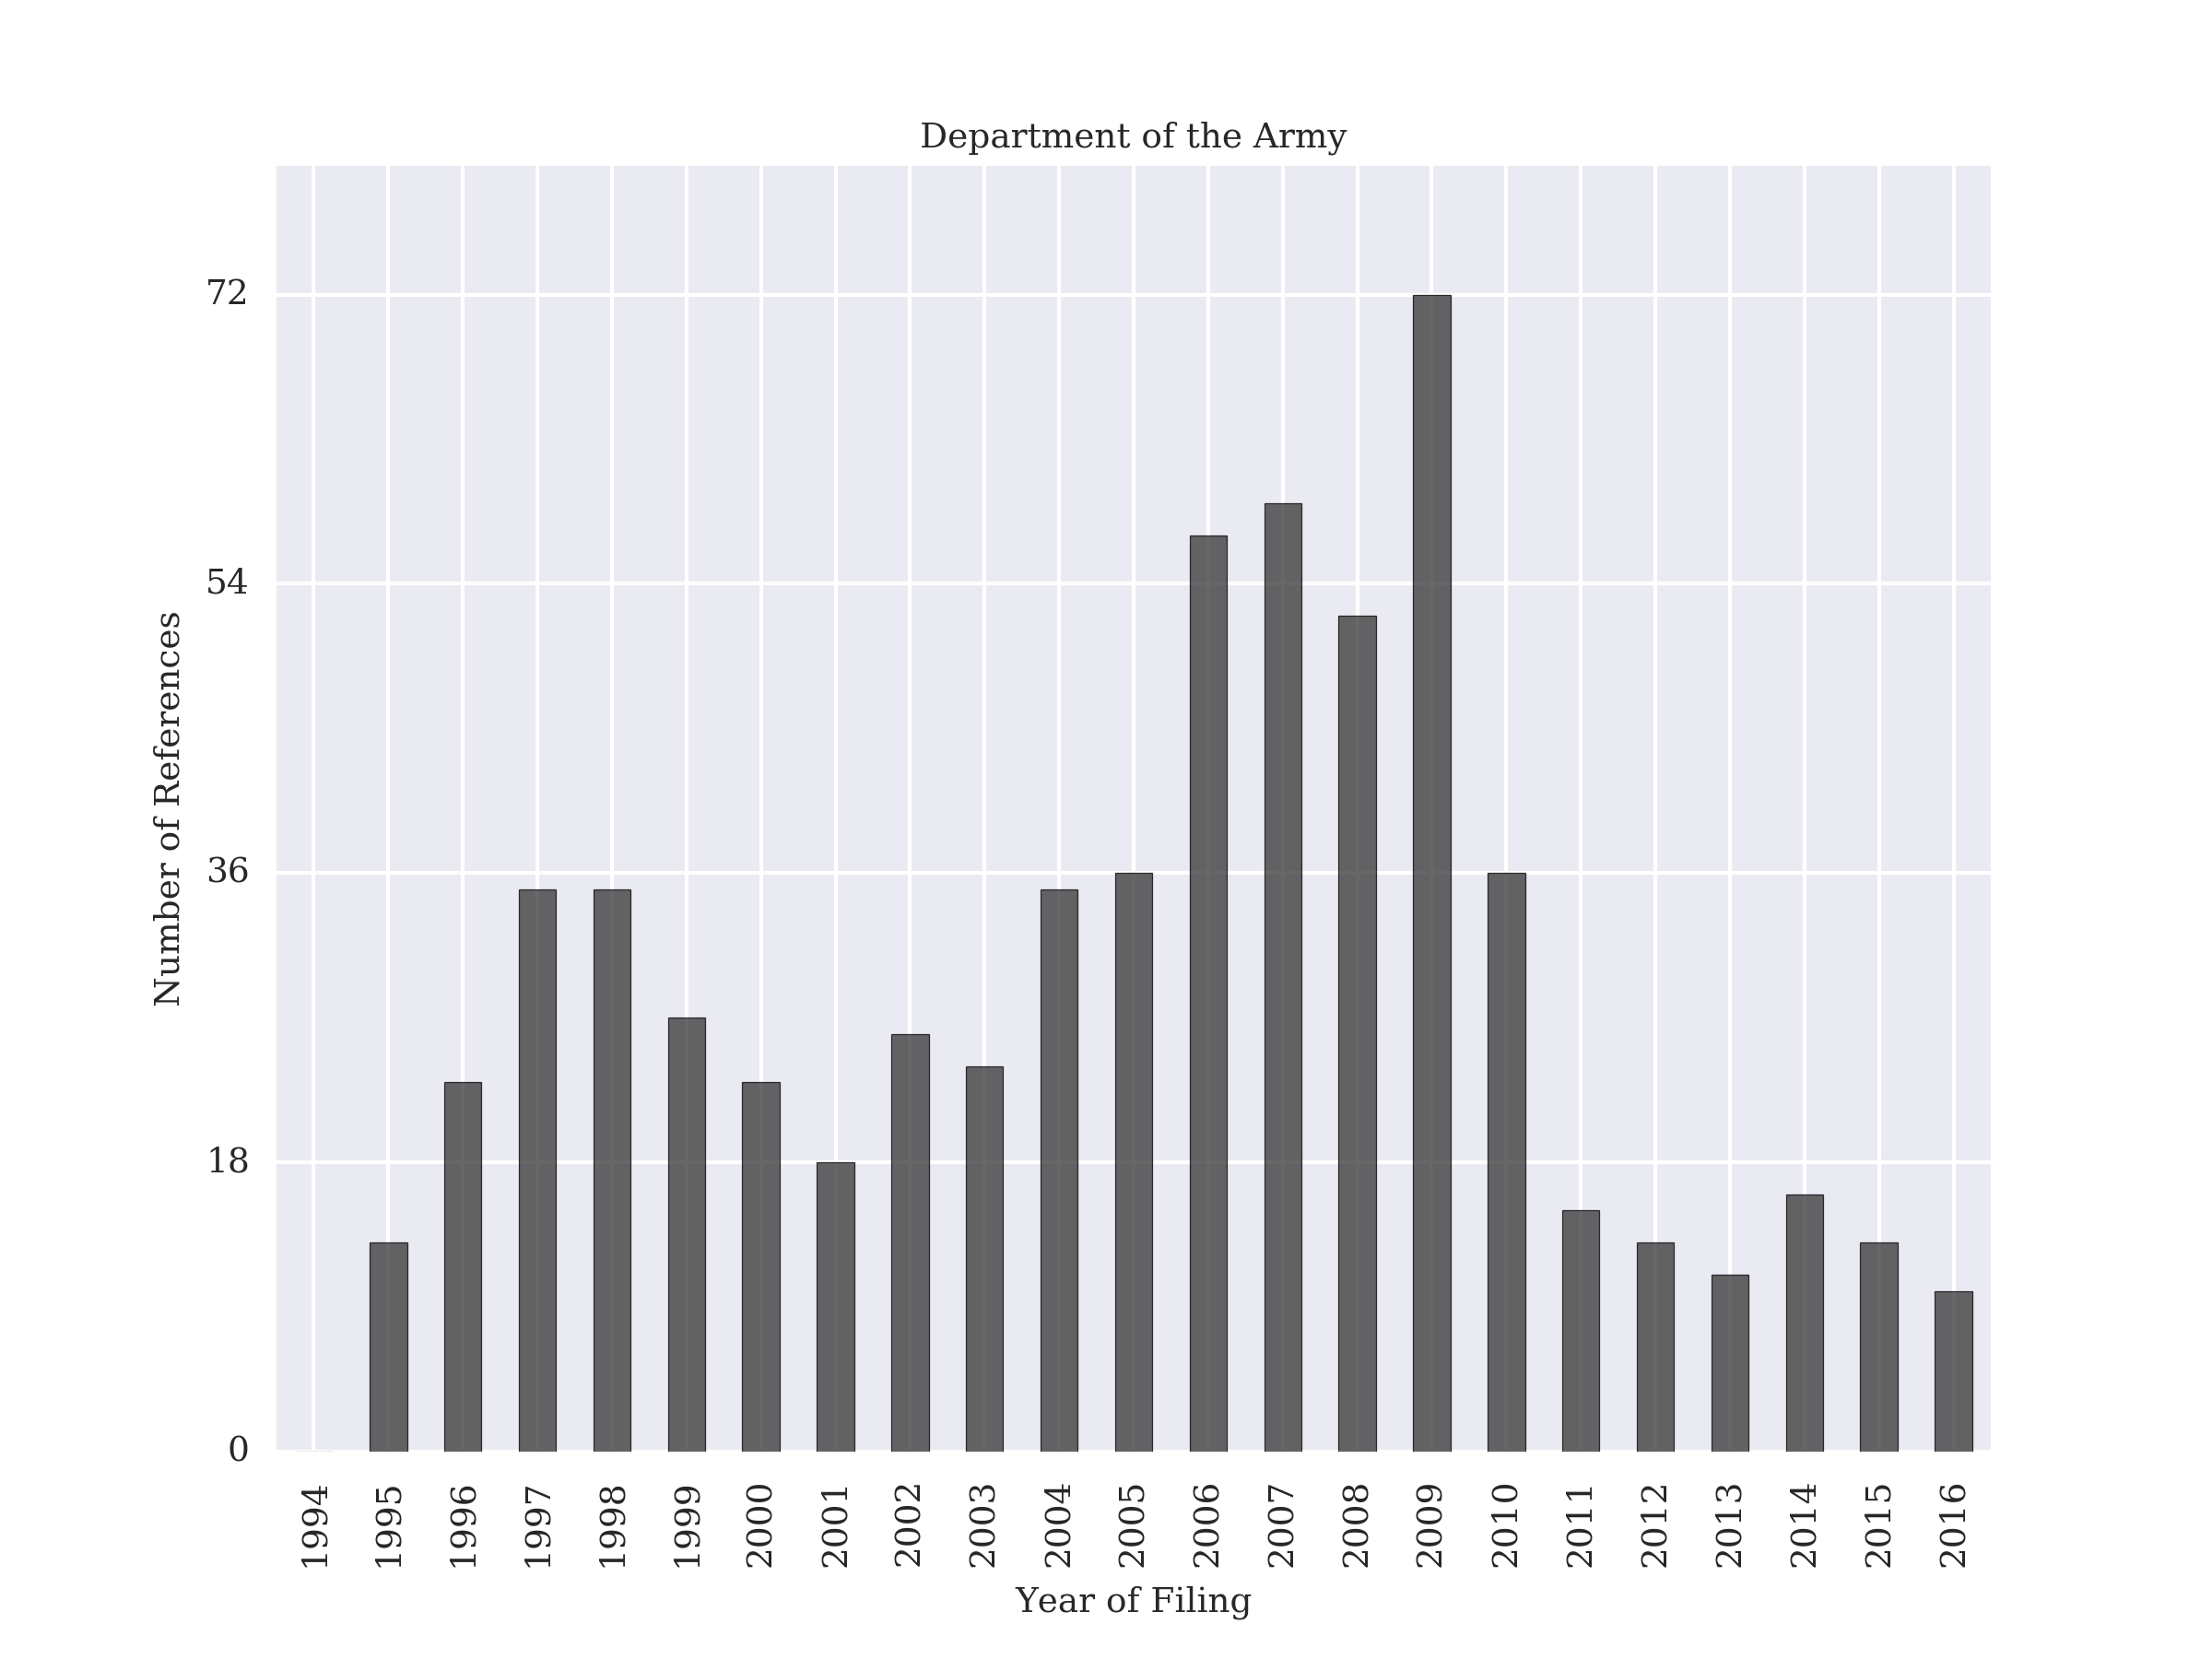 Department of the Army
Number of References
72
54
36
18
0
1994 1995 1996 1997 1998 1999 2000 2001 2002 2003 2004 2005 2006 2007 2008 2009 2010 2011 2012 2013 2014 2015 2016
Year of Filing